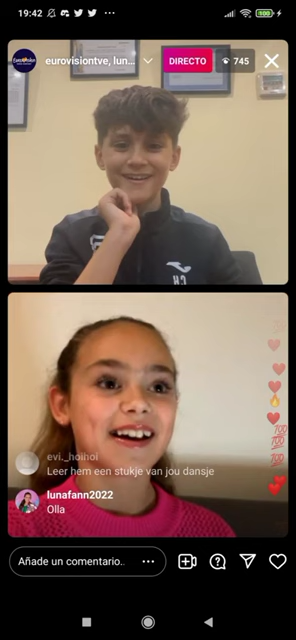 19:42
eurovisiontve, lun...
DIRECTO
745
evi._hoihoi
Leer hem een stukje van jou dansje
lunafann2022
Olla
Añade un comentario..